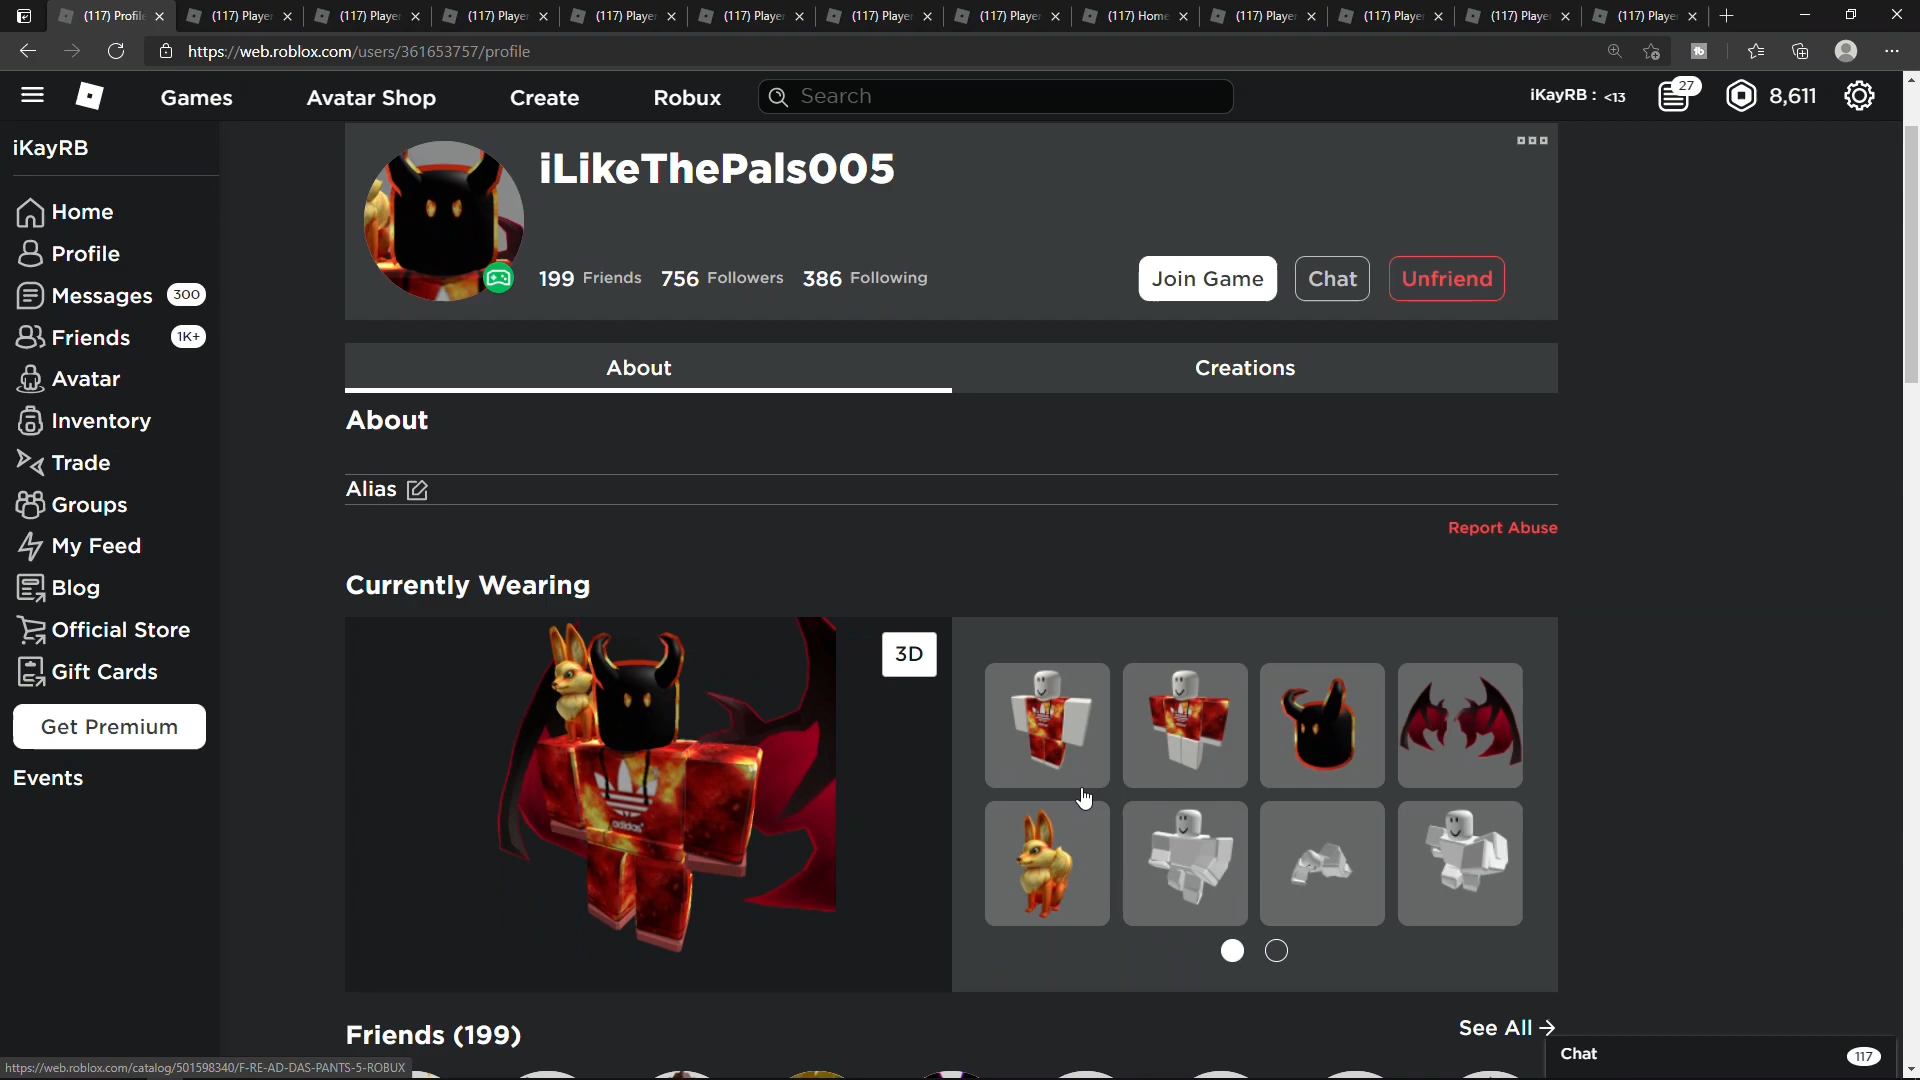 (117) Profil
(117) Player
(117) Player
(117) Player
(117) Player
(117) Player
(117) Player
(117) Player
(117) Home
(117) Player
(117) Player
(117) Player
(117) Player
https://web.roblox.com/users/361653757/profile
Games
Avatar Shop
Create
Robux
Search
iKayRB : <13
27
8,611
iKayRB
Home
Profile
Messages 300
Friends 1K+
Avatar
Inventory
Trade
Groups
My Feed
Blog
Official Store
Gift Cards
Get Premium
Events
iLikeThePals005
199 Friends 756 Followers 386 Following
Join Game
Chat
Unfriend
About
Creations
About
Alias
Report Abuse
Currently Wearing
3D
adidas
Friends (199)
See All
Chat
117
https://web.roblox.com/catalog/501598340/F-RE-AD-DAS-PANTS-5-ROBUX